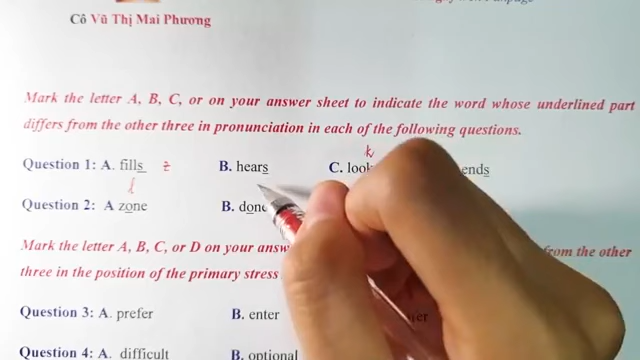 Cô Vũ Thị Mai Phương
Mark the letter A, B, C, or on your answer sheet to indicate the word whose underlined part
differs from the other three in pronunciation in each of the following questions.
k
Question 1: A. fills z B. hears C. ends
l
Question 2: A zone B.
Mark the letter A, B, C, or D on your from the other
three in the position of the primary stress
Question 3: A. prefer B. enter
Question 4: A. difficult B. optional